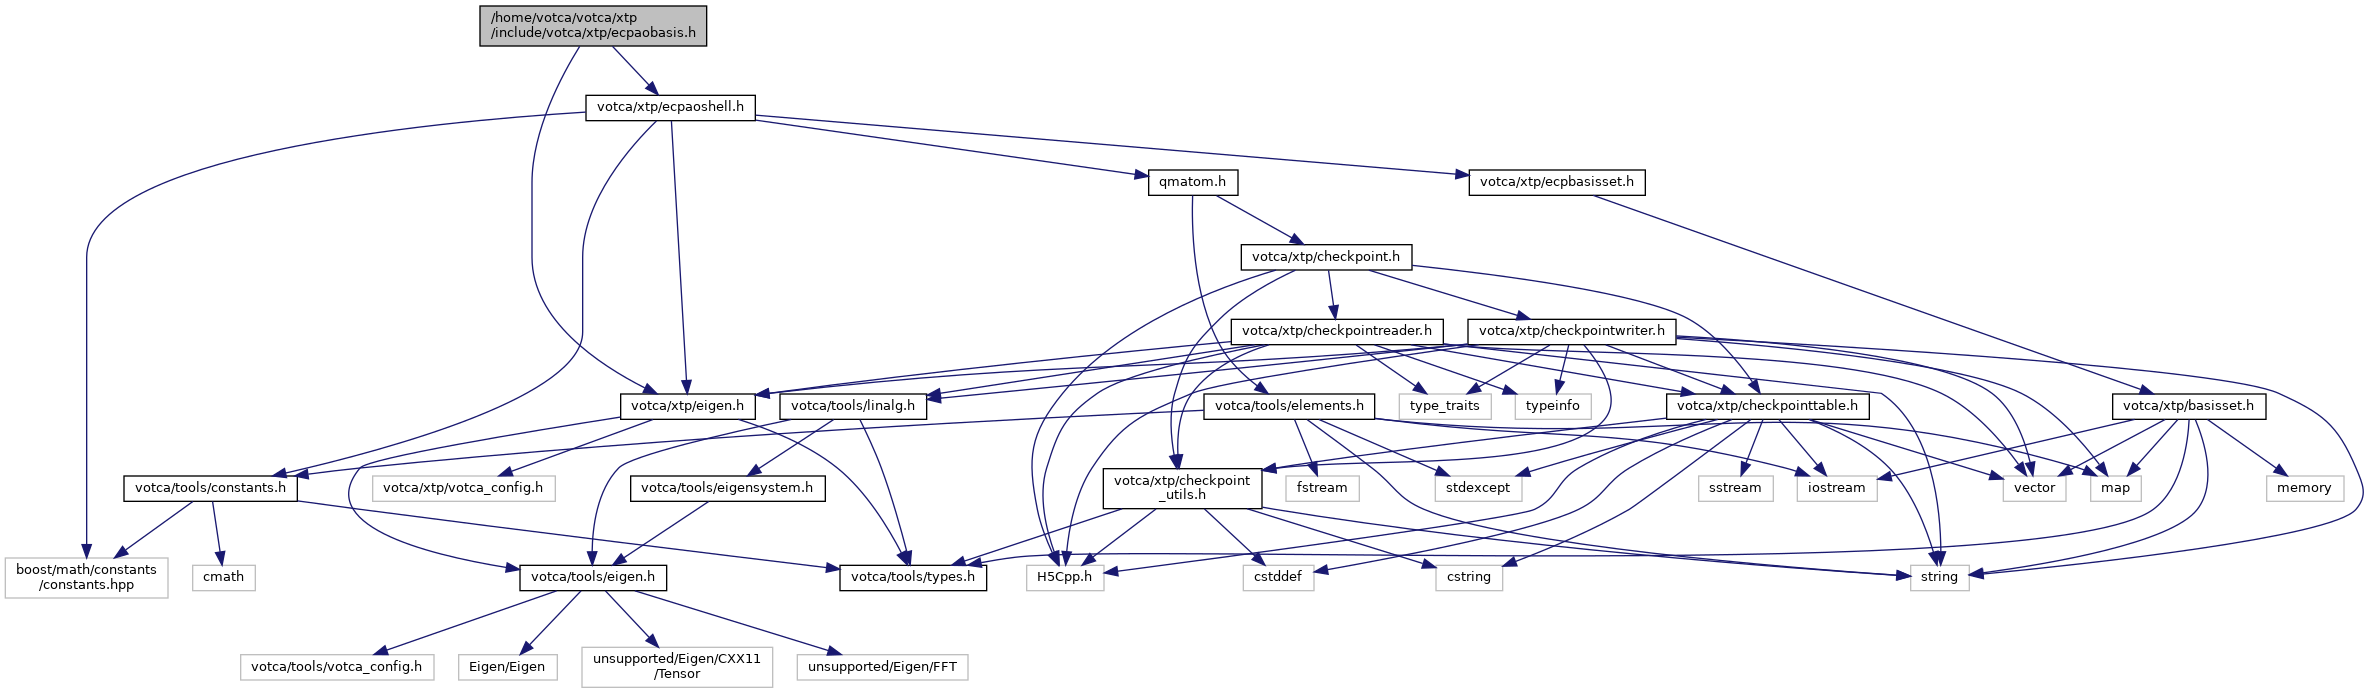 /home/votca/votca/xtp
/include/votca/xtp/ecpaobasis.h
votca/xtp/ecpaoshell.h
qmatom.h
votca/xtp/ecpbasisset.h
votca/xtp/checkpoint.h
votca/xtp/checkpointreader.h
votca/xtp/checkpointwriter.h
votca/xtp/eigen.h
votca/tools/linalg.h
votca/tools/elements.h
type_traits
typeinfo
votca/xtp/checkpointtable.h
votca/xtp/basisset.h
votca/tools/constants.h
votca/xtp/votca_config.h
votca/tools/eigensystem.h
votca/xtp/checkpoint
_utils.h
fstream
stdexcept
sstream
iostream
vector
map
memory
boost/math/constants
/constants.hpp
cmath
votca/tools/eigen.h
votca/tools/types.h
H5Cpp.h
cstddef
cstring
string
votca/tools/votca_config.h
Eigen/Eigen
unsupported/Eigen/CXX11
/Tensor
unsupported/Eigen/FFT